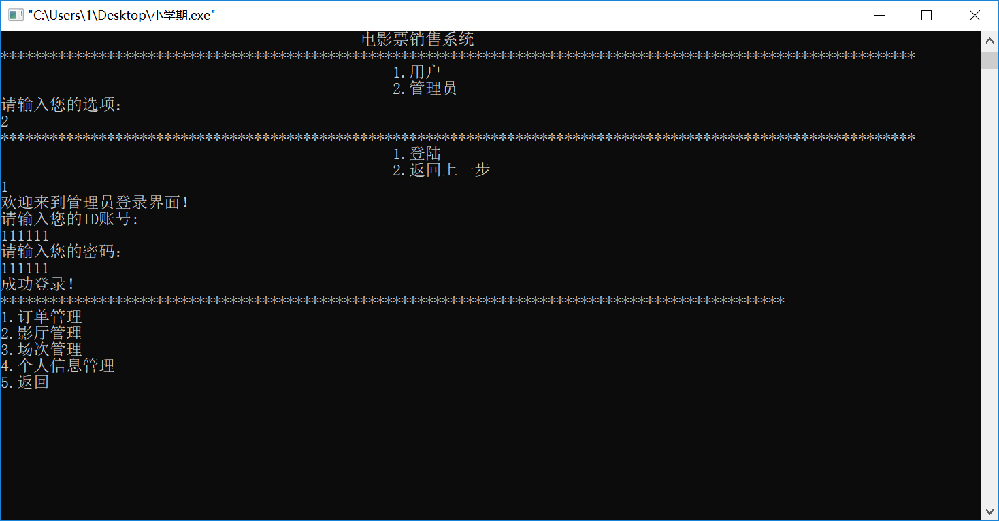 "C:\Users\1\Desktop\小学期.exe"
电影票销售系统
****************************************************************************************************************
1.用户
2.管理员
请输入您的选项:
2
****************************************************************************************************************
1.登陆
2.返回上一步
1
欢迎来到管理员登录界面!
请输入您的ID账号:
111111
请输入您的密码:
111111
成功登录!
************************************************************************************************
1.订单管理
2.影厅管理
3.场次管理
4.个人信息管理
5.返回